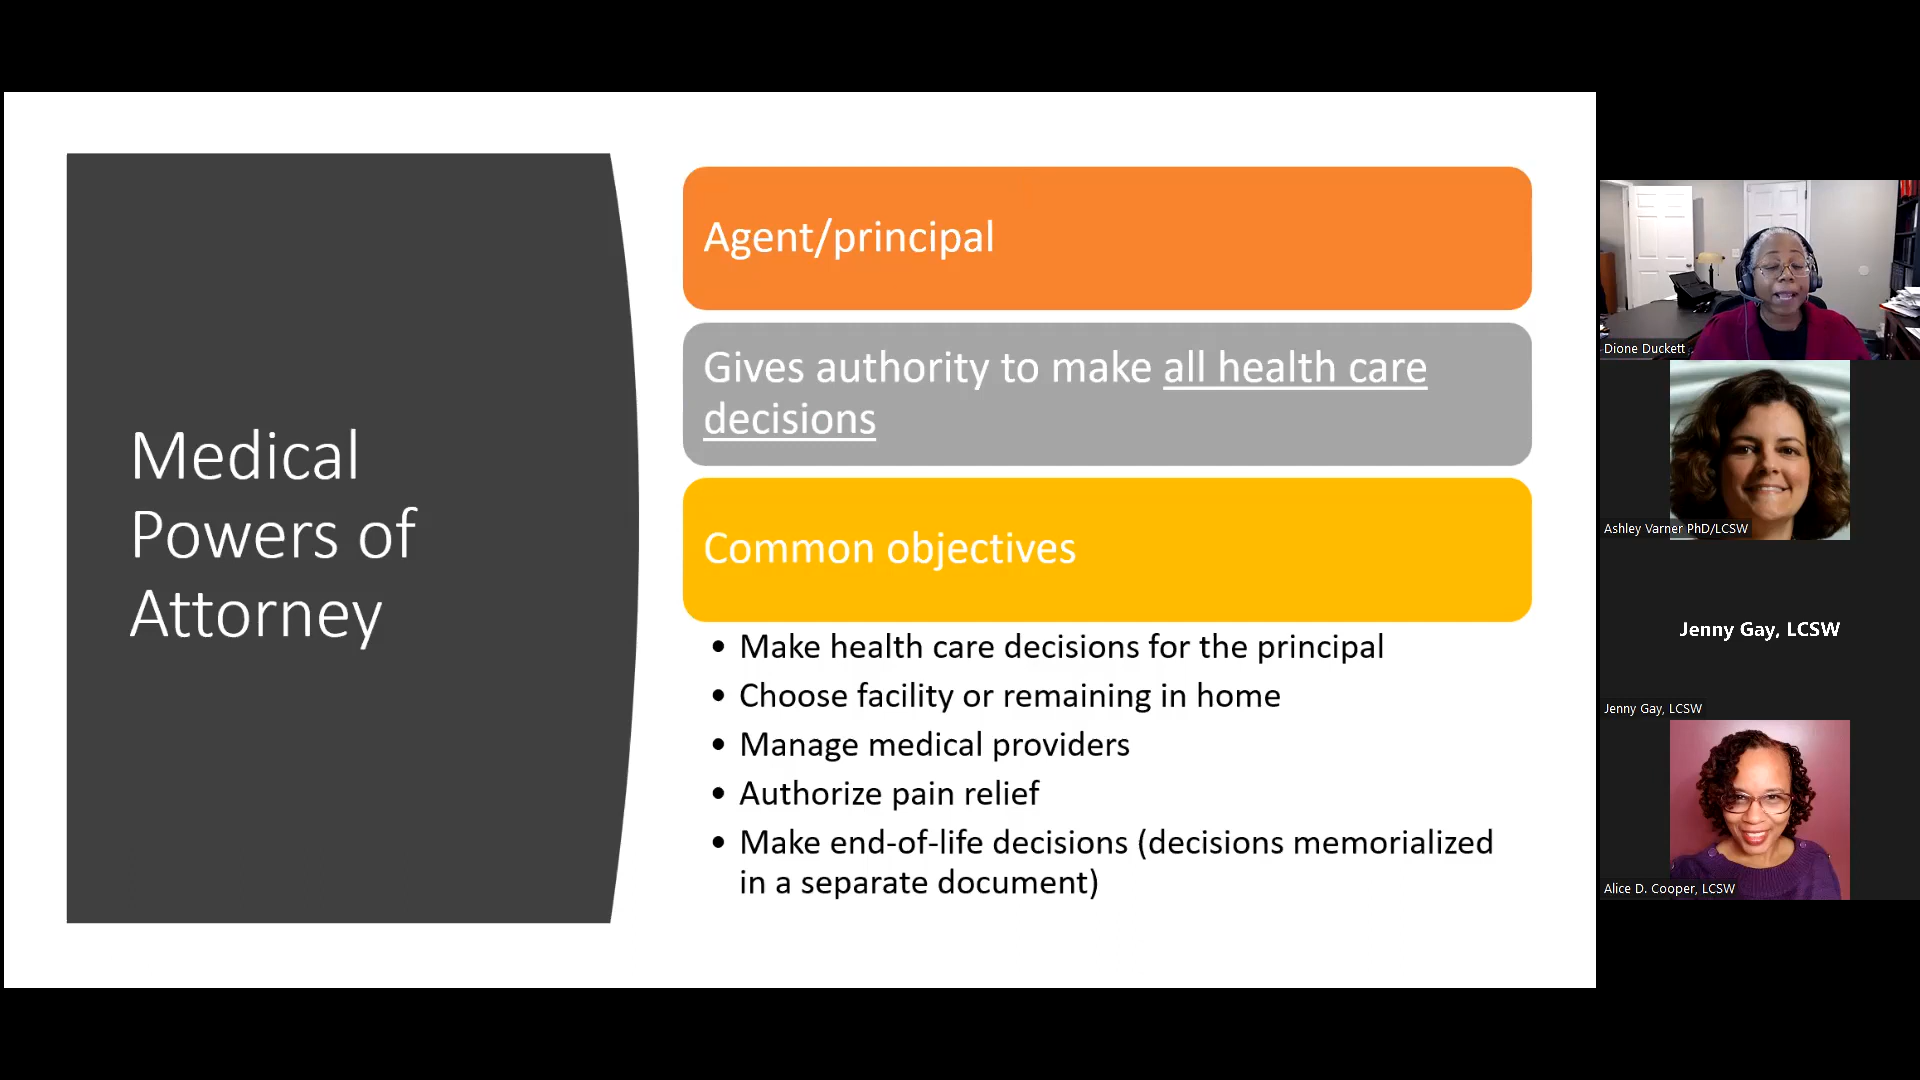 Medical
Powers of
Attorney
Agent/principal
Gives authority to make all health care
decisions
Common objectives
• Make health care decisions for the principal
• Choose facility or remaining in home
• Manage medical providers
• Authorize pain relief
• Make end-of-life decisions (decisions memorialized
in a separate document)
Dione Duckett
Ashley Varner PhD/LCSW
Jenny Gay, LCSW
Jenny Gay, LCSW
Alice D. Cooper, LCSW